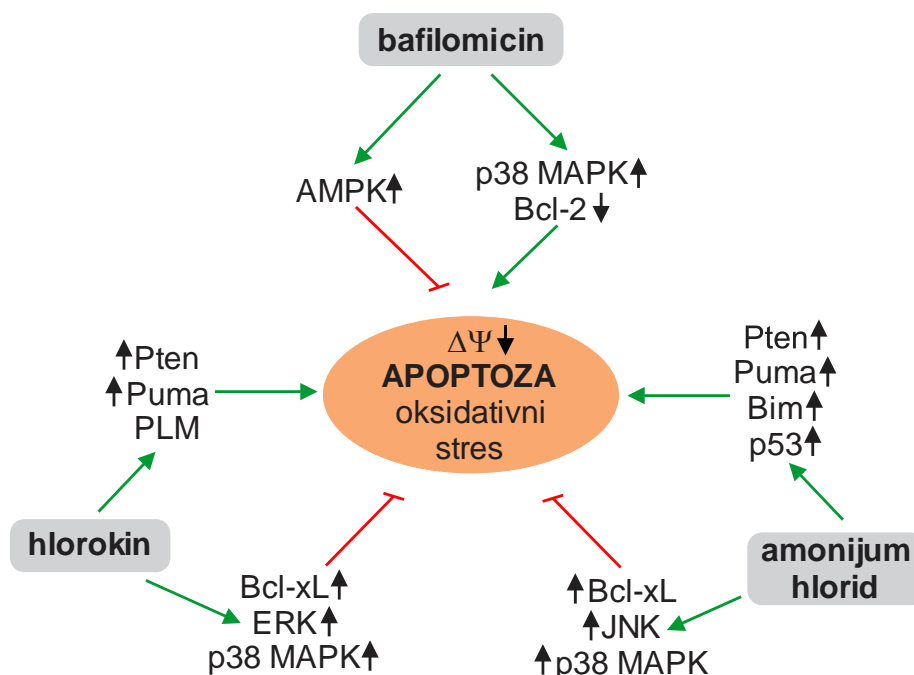 bafilomicin
AMPK↑
p38 MAPK↑
Bcl-2↓
ΔΨ↓
APOPTOZA
oksidativni
stres
↑Pten
↑Puma
PLM
Pten↑
Puma↑
Bim↑
p53↑
hlorokin
amonijum
hlorid
Bcl-xL↑
ERK↑
p38 MAPK↑
↑Bcl-xL
↑JNK
↑p38 MAPK